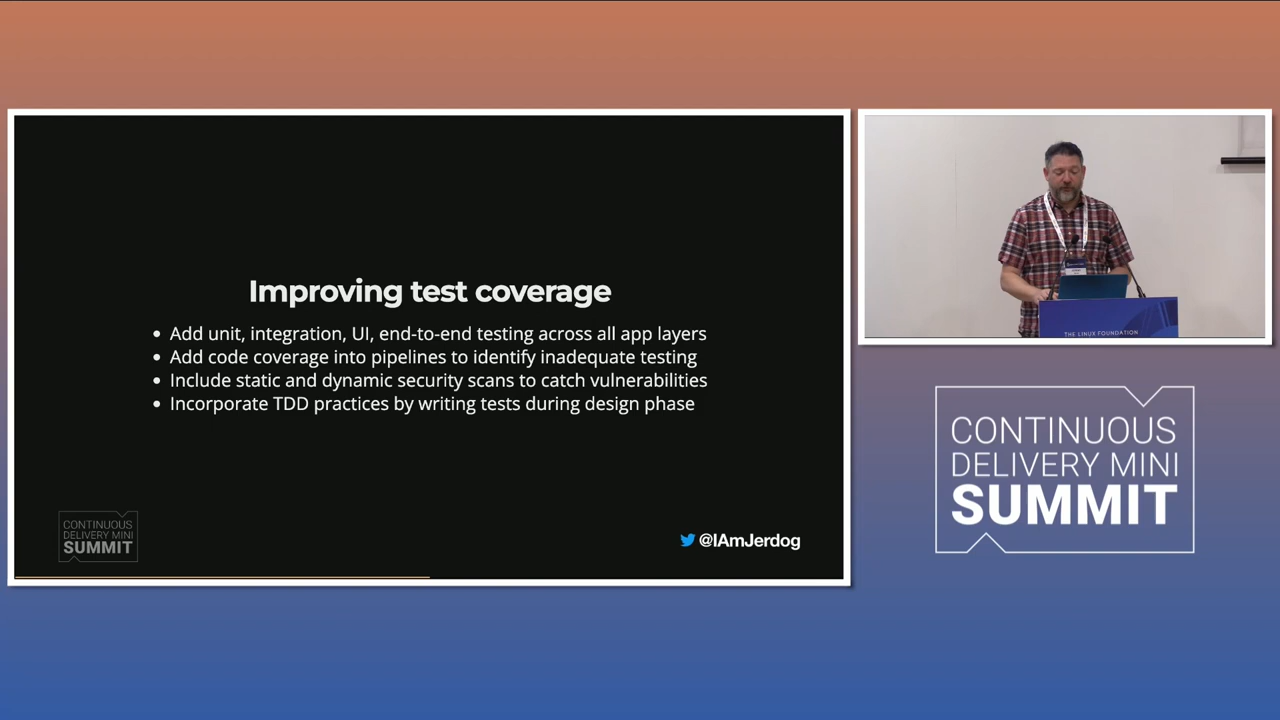 Improving test coverage
• Add unit, integration, UI, end-to-end testing across all app layers
• Add code coverage into pipelines to identify inadequate testing
• Include static and dynamic security scans to catch vulnerabilities
• Incorporate TDD practices by writing tests during design phase
CONTINUOUS
DELIVERY MINI
SUMMIT
@IAmJerdog
THE LINUX FOUNDATION
CONTINUOUS
DELIVERY MINI
SUMMIT